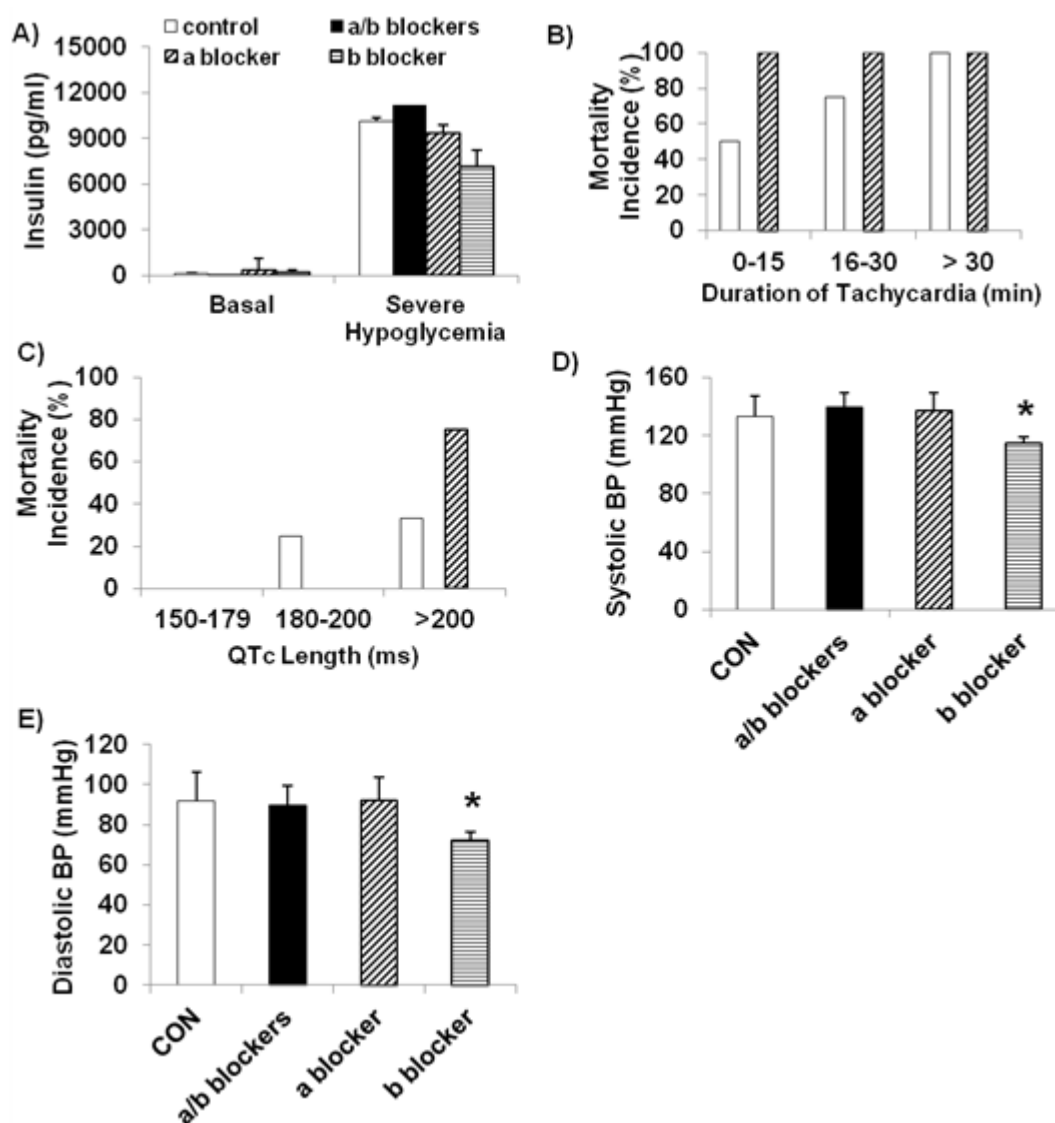 A)
control
a/b blockers
a blocker
b blocker
Insulin (pg/ml)
15000
12000
9000
6000
3000
0
Basal
Severe
Hypoglycemia
B)
Mortality
Incidence (%)
100
80
60
40
20
0
0-15
16-30
> 30
Duration of Tachycardia (min)
C)
Mortality
Incidence (%)
100
80
60
40
20
0
150-179
180-200
>200
QTc Length (ms)
D)
Systolic BP (mmHg)
160
120
80
40
0
*
CON
a/b blockers
a blocker
b blocker
E)
Diastolic BP (mmHg)
120
100
80
60
40
20
0
*
CON
a/b blockers
a blocker
b blocker